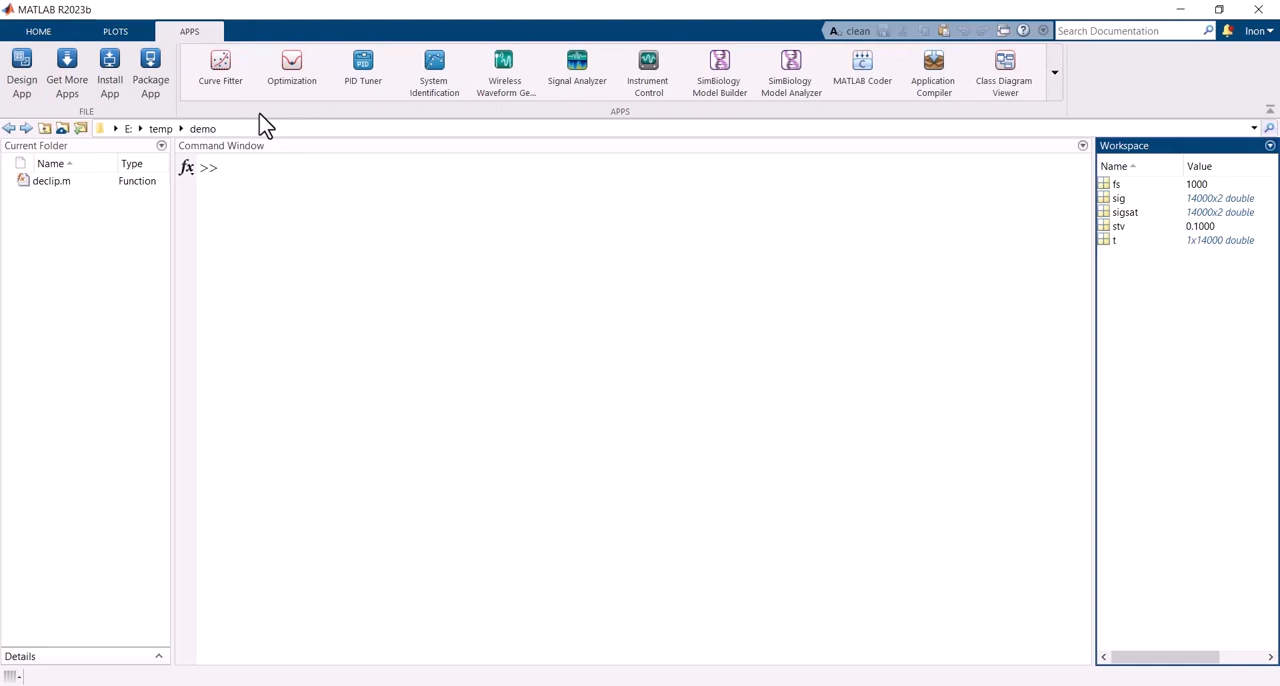 MATLAB R2023b
HOME PLOTS APPS
clean Search Documentation Inon
Design App
Get More Apps
Install App
Package App
Curve Fitter
Optimization
PID
PID Tuner
System Identification
Wireless Waveform Ge...
Signal Analyzer
Instrument Control
SimBiology Model Builder
SimBiology Model Analyzer
C
MATLAB Coder
Application Compiler
Class Diagram Viewer
FILE APPS
E: temp demo
Current Folder
Name Type
declip.m Function
Details
Command Window
fx >>
Workspace
Name Value
fs 1000
sig 14000x2 double
sigsat 14000x2 double
stv 0.1000
t 1x14000 double